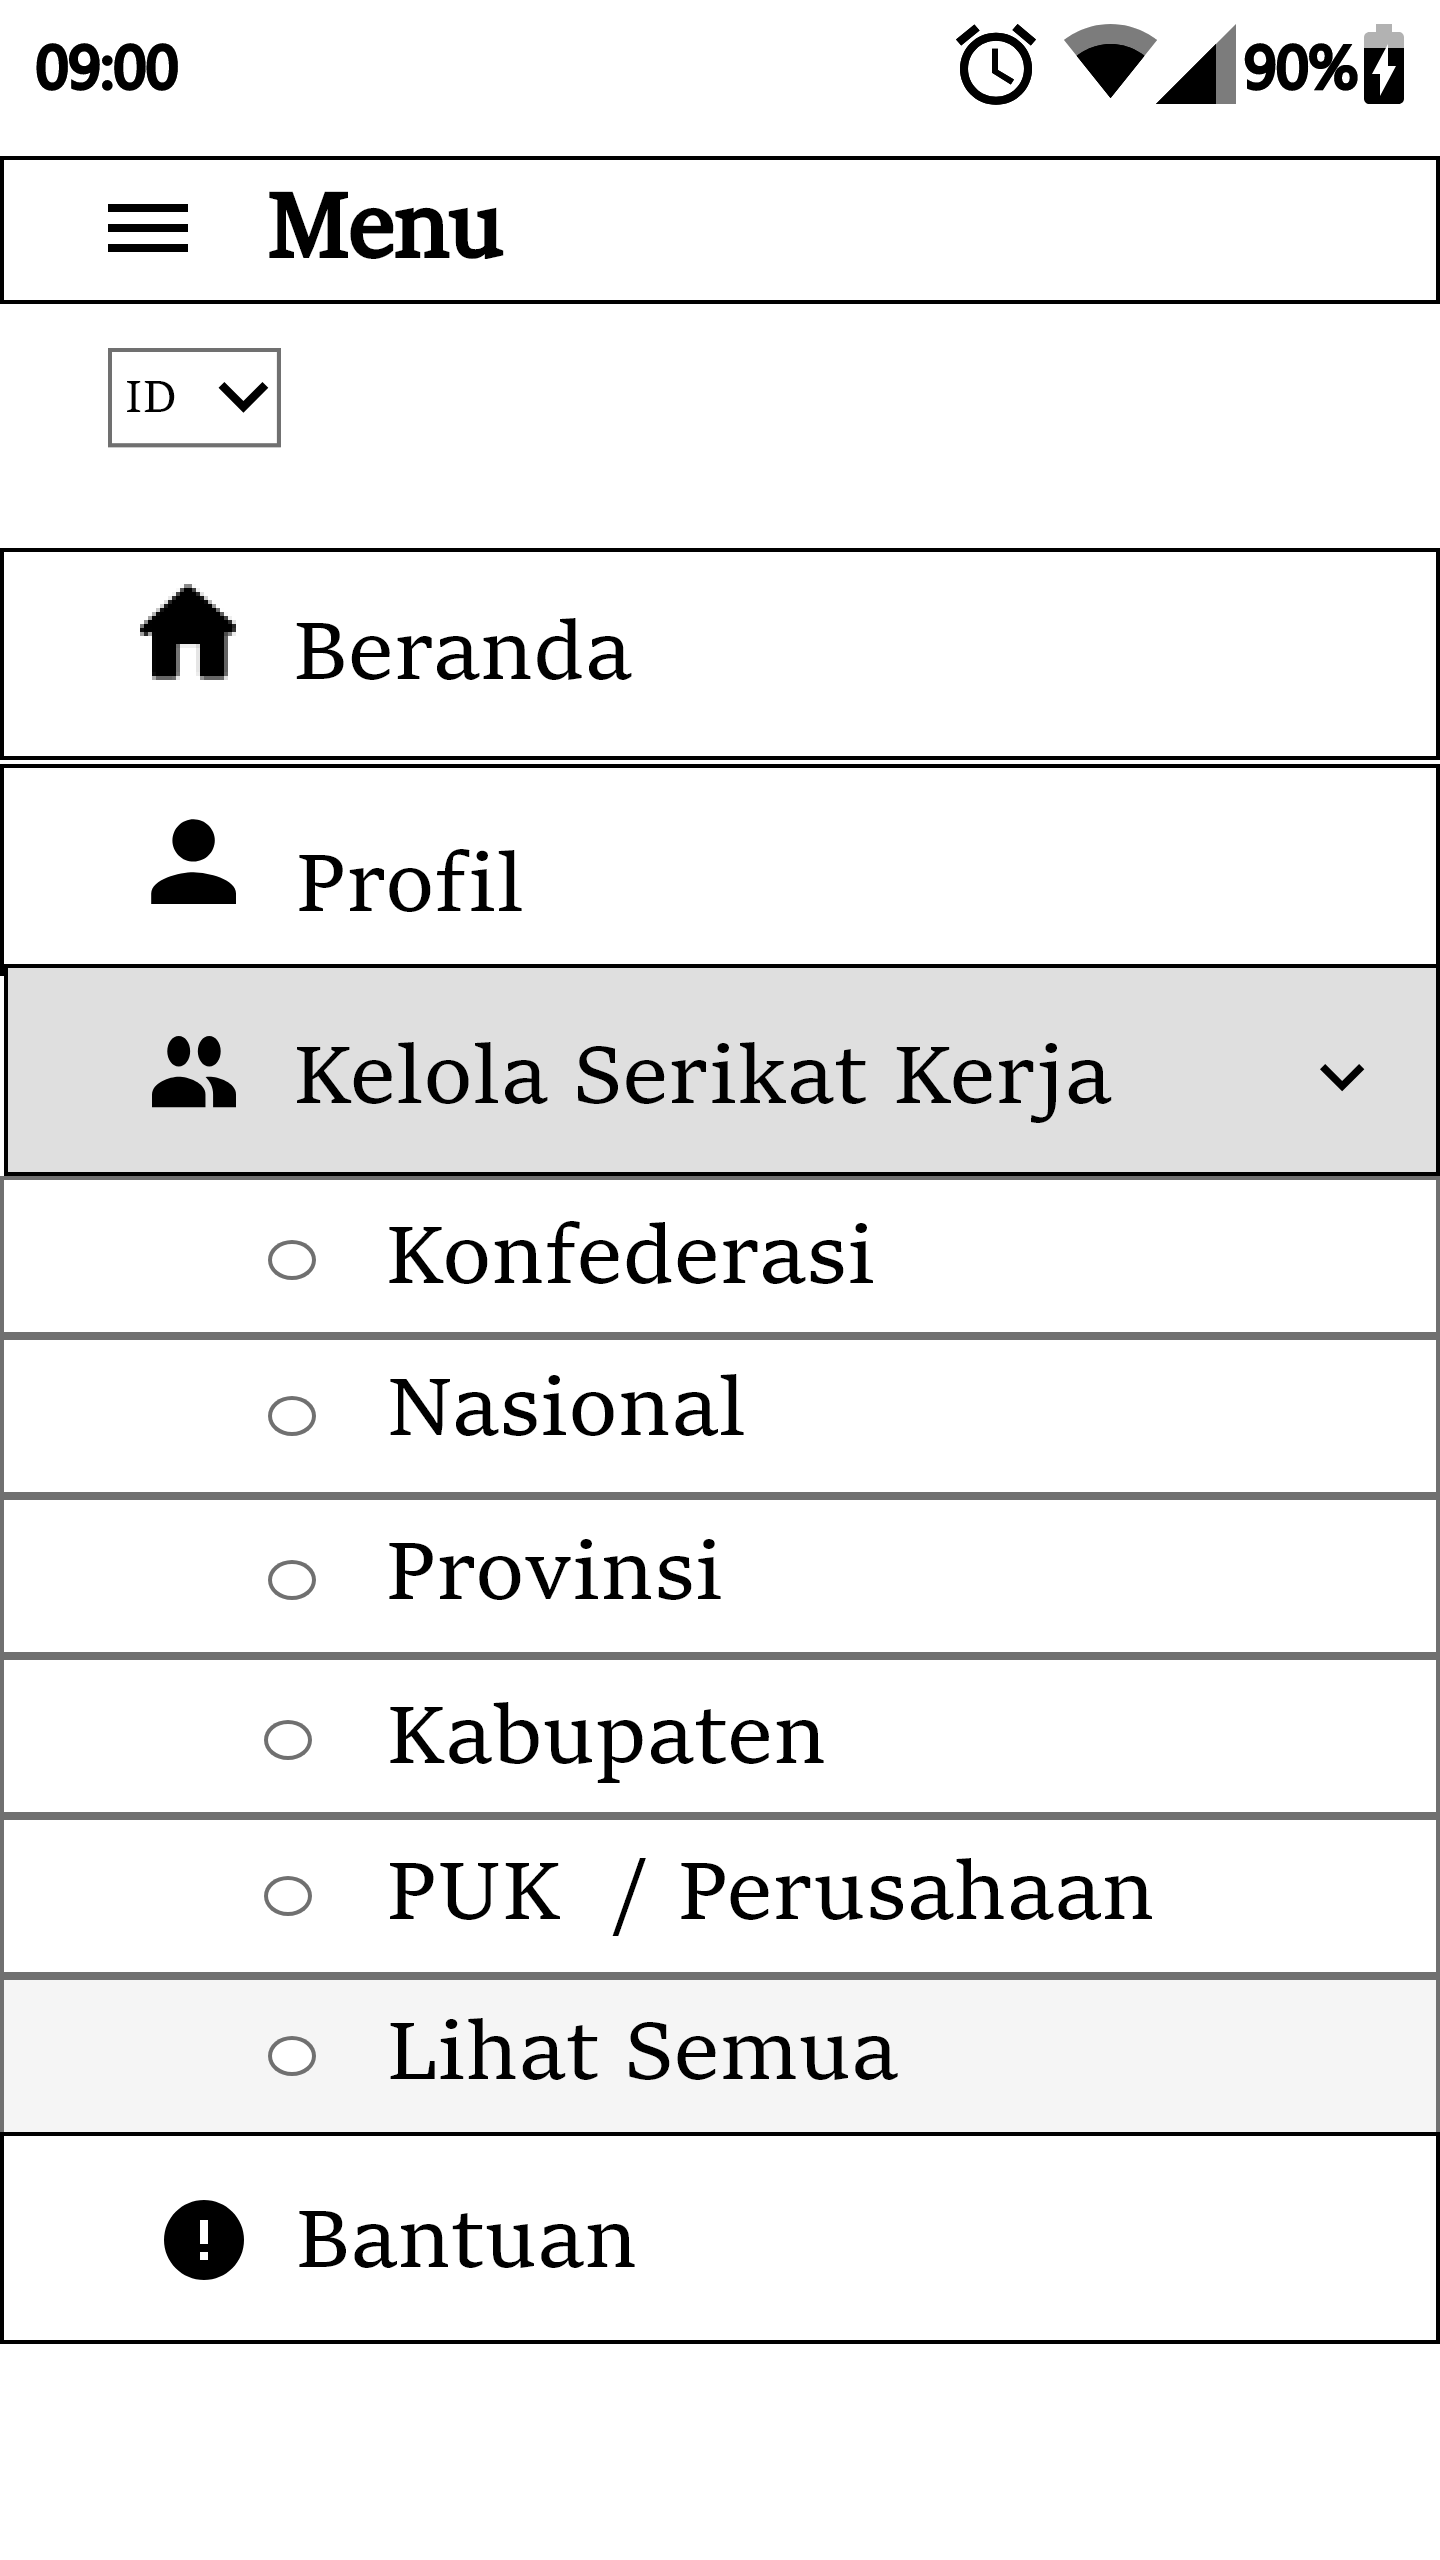 09:00 90%
Menu
ID
Beranda
Profil
Kelola Serikat Kerja
Konfederasi
Nasional
Provinsi
Kabupaten
PUK / Perusahaan
Lihat Semua
Bantuan